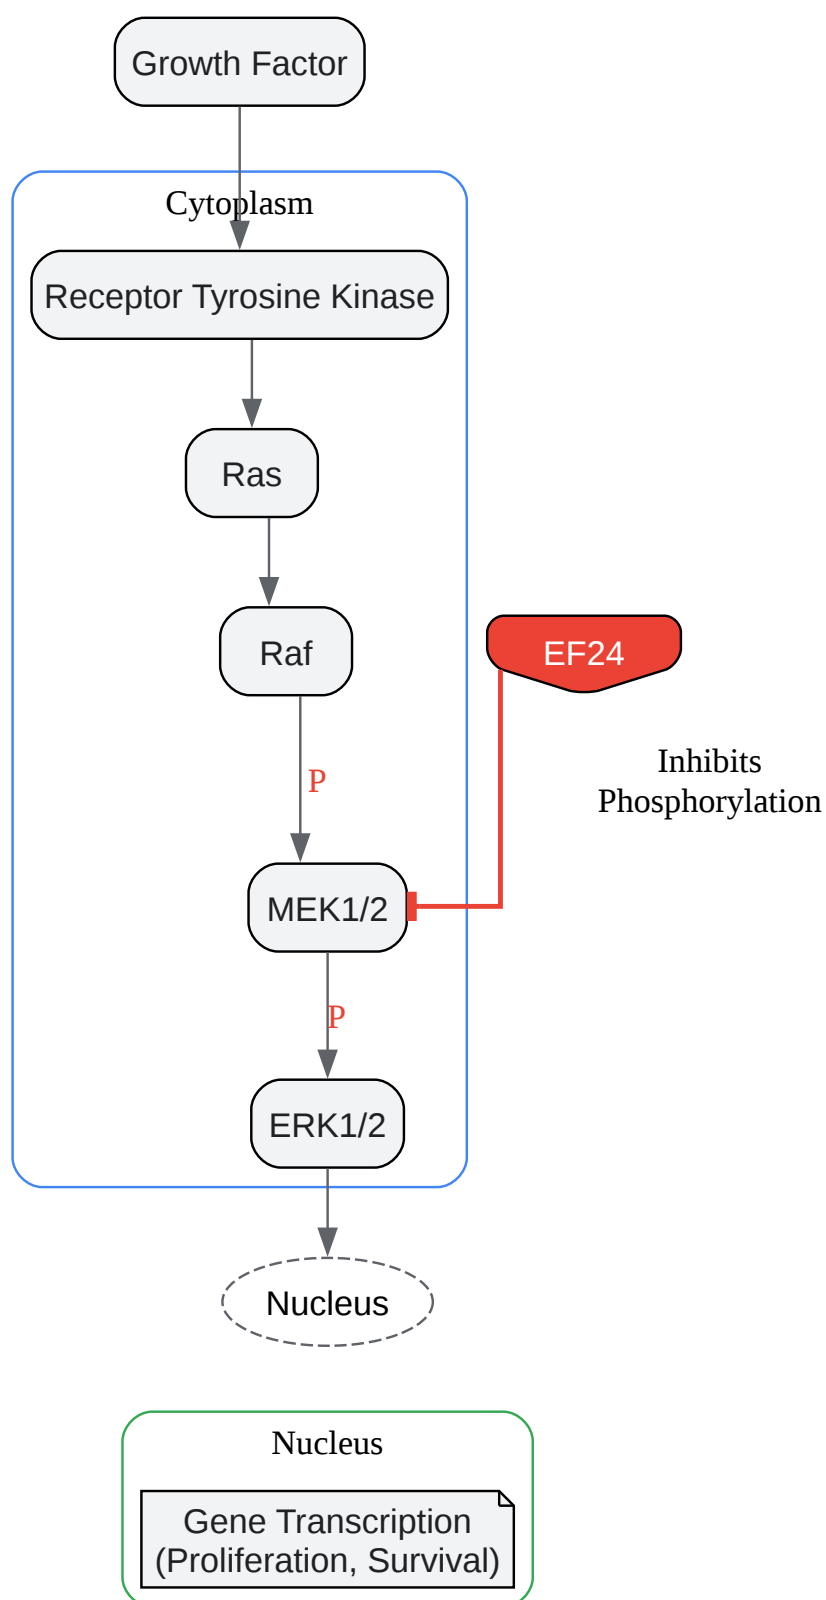 Growth Factor
Cytoplasm
Receptor Tyrosine Kinase
Ras
Raf
EF24
Inhibits
Phosphorylation
P
MEK1/2
P
ERK1/2
Nucleus
Nucleus
Gene Transcription
(Proliferation, Survival)